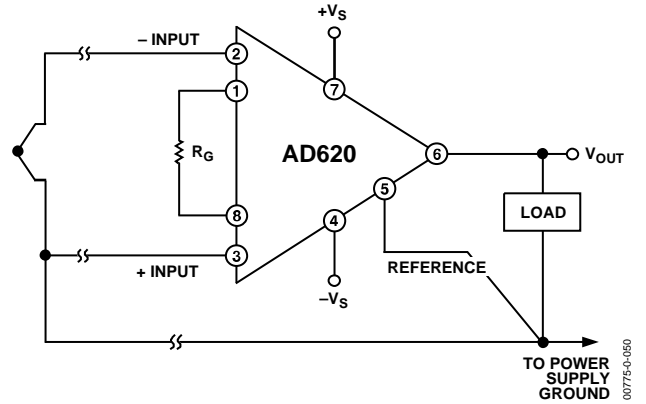 +VS
– INPUT
2
1
7
RG
AD620
6
VOUT
5
8
4
LOAD
3
+ INPUT
REFERENCE
–VS
TO POWER
SUPPLY
GROUND
00775-0-050